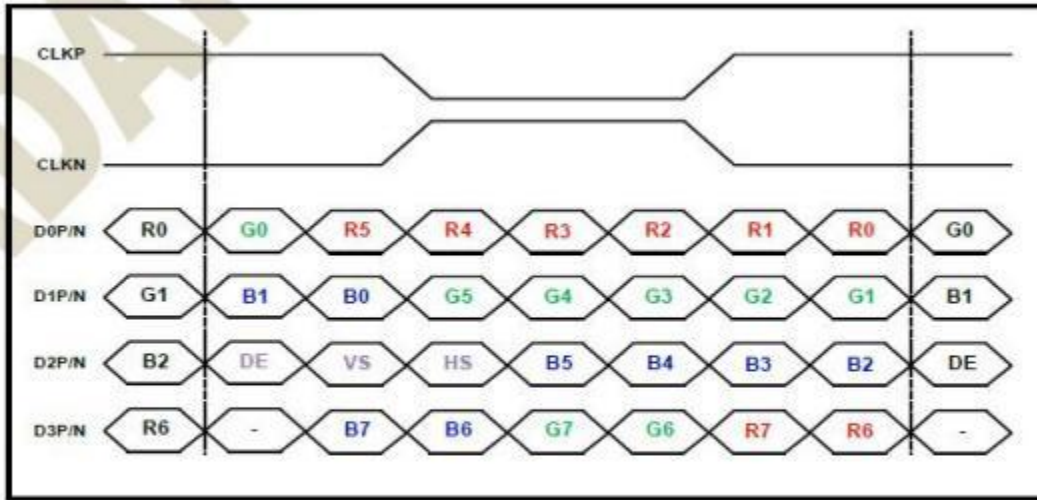 CLKP
CLKN
D0P/N R0 G0 R5 R4 R3 R2 R1 R0 G0
D1P/N G1 B1 B0 G5 G4 G3 G2 G1 B1
D2P/N B2 DE VS HS B5 B4 B3 B2 DE
D3P/N R6 - B7 B6 G7 G6 R7 R6 -